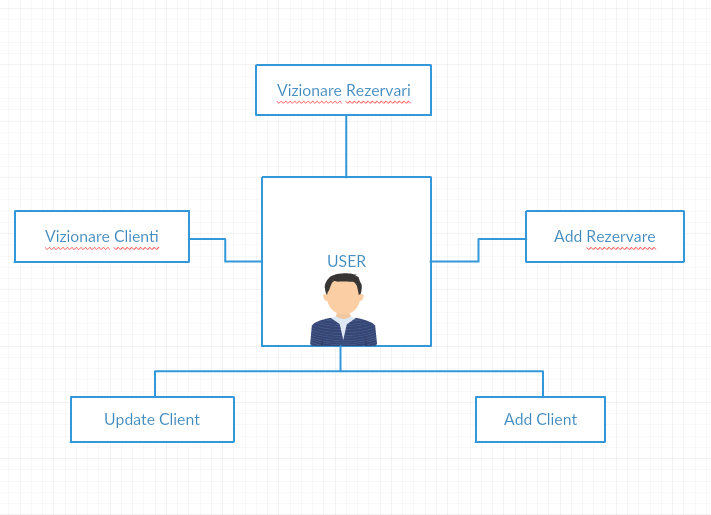 Vizionare Rezervari
Vizionare Clienti
Add Rezervare
USER
Update Client
Add Client